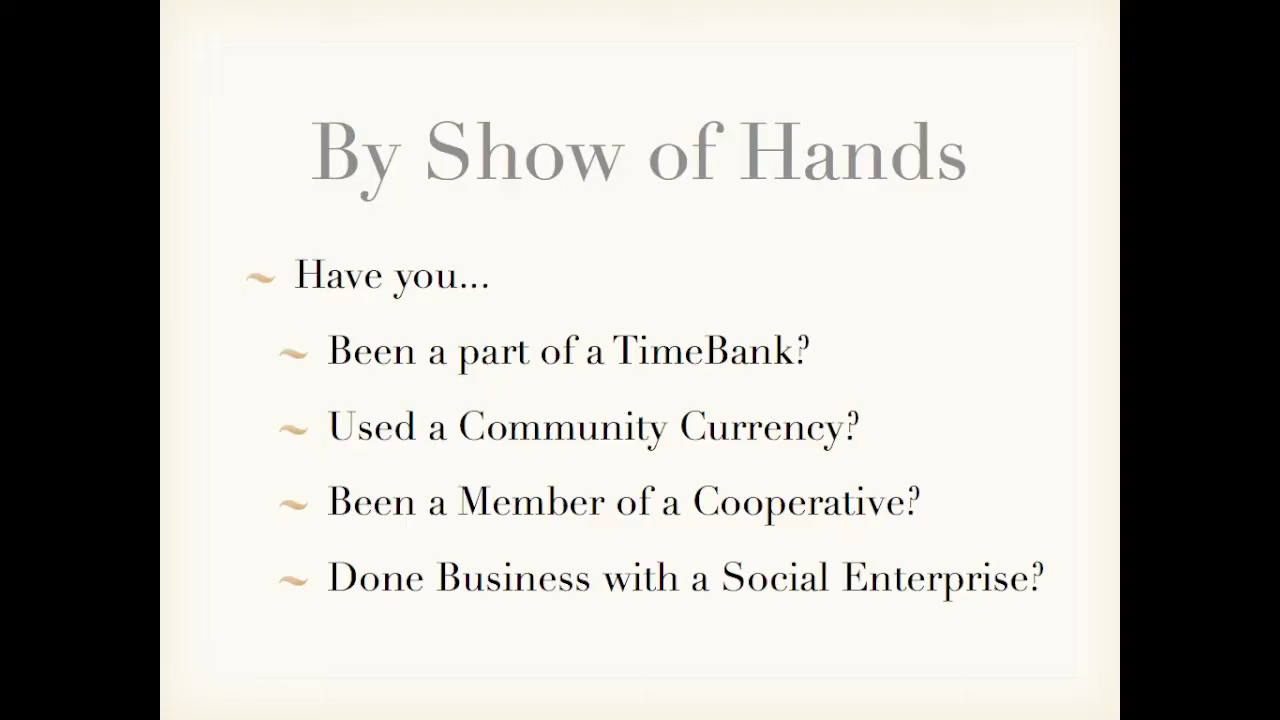 By Show of Hands
Have you...
Been a part of a TimeBank?
Used a Community Currency?
Been a Member of a Cooperative?
Done Business with a Social Enterprise?